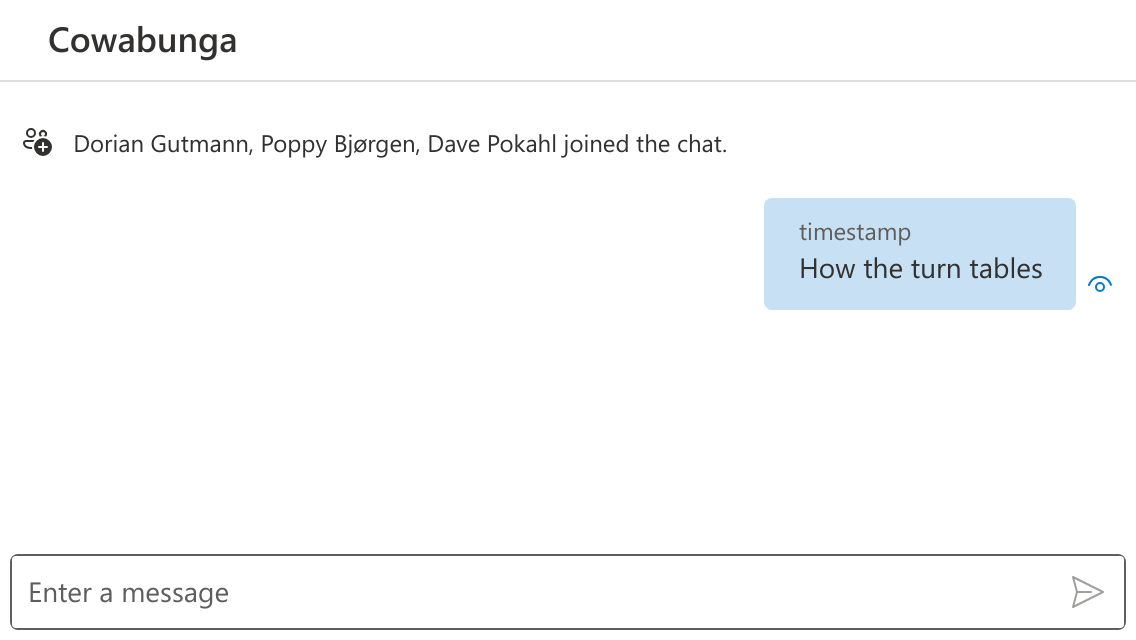 Cowabunga
Dorian Gutmann, Poppy Bjørgen, Dave Pokahl joined the chat.
timestamp
How the turn tables
Enter a message